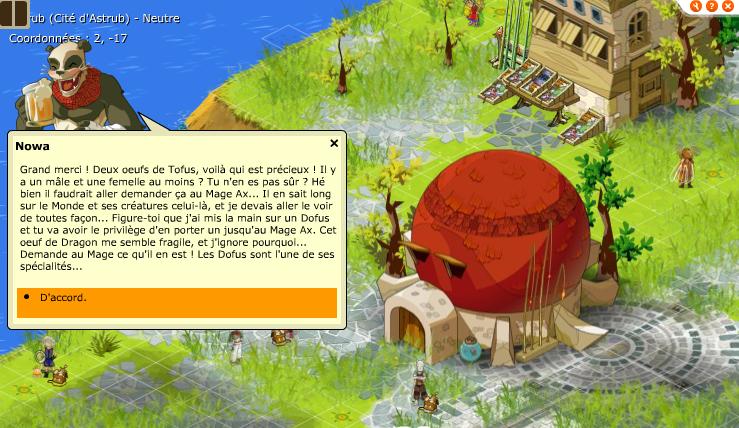 rub (Cité d'Astrub) - Neutre
Coordonnées : 2, -17
Nowa
Grand merci ! Deux oeufs de Tofus, voilà qui est précieux ! Il y
a un mâle et une femelle au moins ? Tu n'en es pas sûr ? Hé
bien il faudrait aller demander ça au Mage Ax... Il en sait long
sur le Monde et ses créatures celui-là, et je devais aller le voir
de toutes façon... Figure-toi que j'ai mis la main sur un Dofus
et tu va avoir le privilège d'en porter un jusqu'au Mage Ax. Cet
oeuf de Dragon me semble fragile, et j'ignore pourquoi...
Demande au Mage ce qu'il en est ! Les Dofus sont l'une de ses
spécialités...
D'accord.